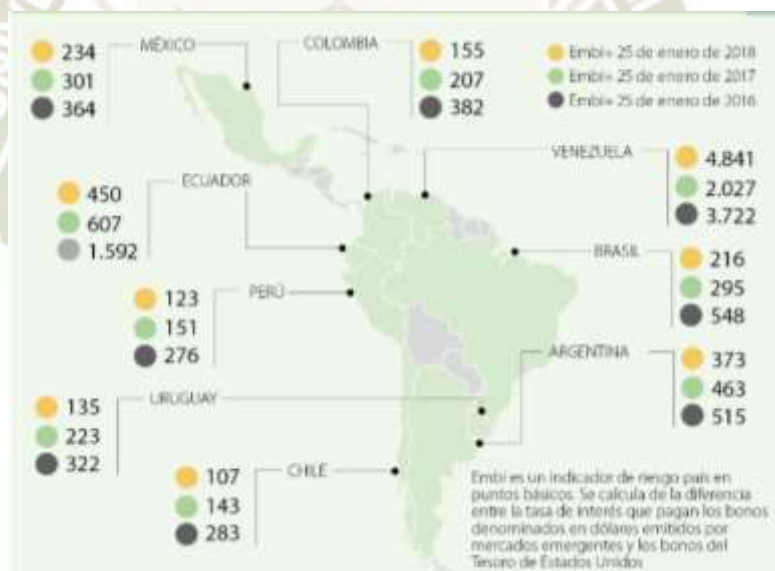 MÉXICO
234
301
364
COLOMBIA
155
207
382
Embi+ 25 de enero de 2018
Embi+ 25 de enero de 2017
Embi+ 25 de enero de 2016
VENEZUELA
4.841
2.027
3.722
ECUADOR
450
607
1.592
BRASIL
216
295
548
PERÚ
123
151
276
ARGENTINA
373
463
515
URUGUAY
135
223
322
CHILE
107
143
283
Embi es un indicador de riesgo país en
puntos básicos. Se calcula de la diferencia
entre la tasa de interés que pagan los bonos
denominados en dólares emitidos por
mercados emergentes y los bonos del
Tesoro de Estados Unidos